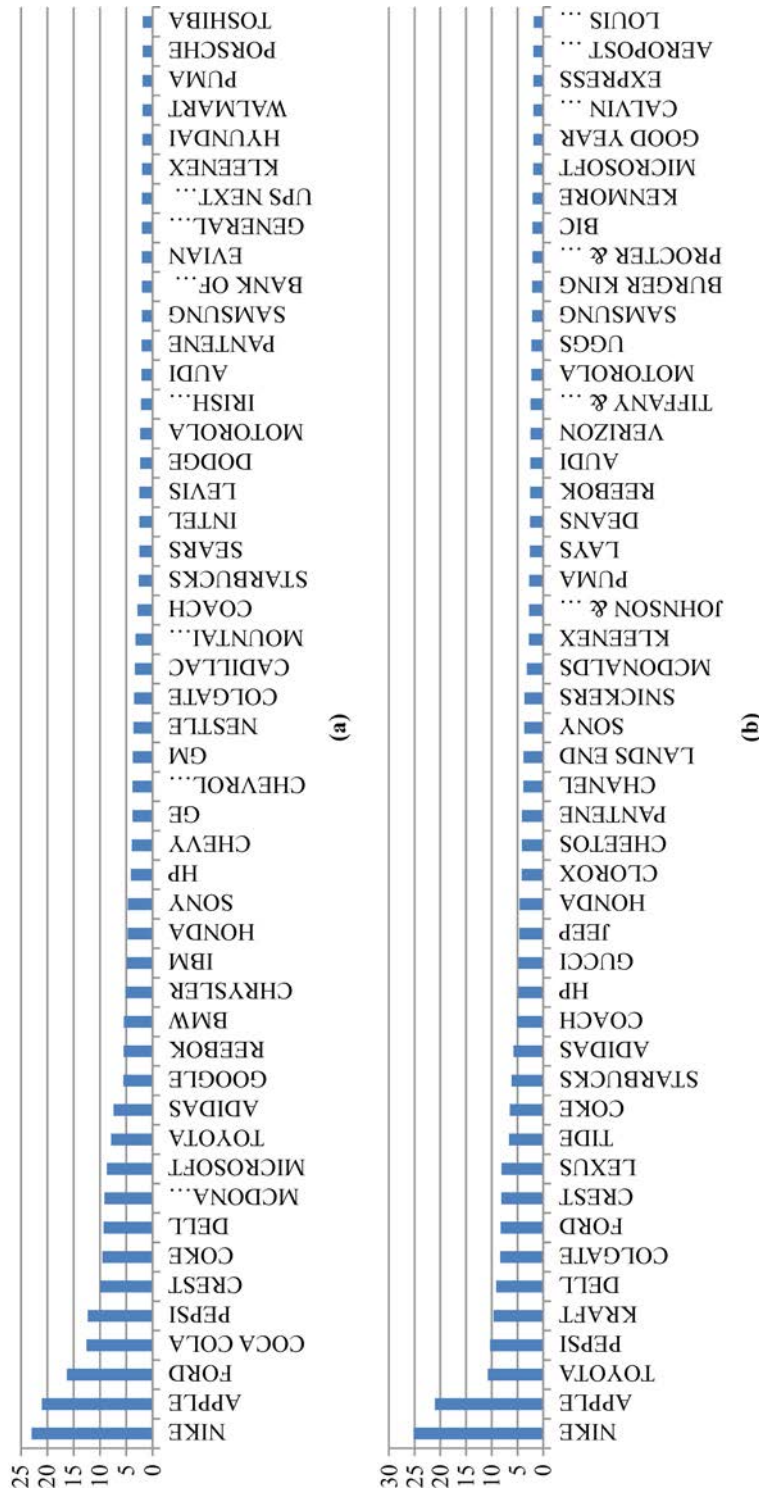 25
20
15
10
5
0
NIKE
APPLE
FORD
COCA COLA
PEPSI
CREST
COKE
DELL
MCDONA…
MICROSOFT
TOYOTA
ADIDAS
GOOGLE
REEBOK
BMW
CHRYSLER
IBM
HONDA
SONY
HP
CHEVY
GE
CHEVROL…
GM
NESTLE
COLGATE
CADILLAC
MOUNTAI…
COACH
STARBUCKS
SEARS
INTEL
LEVIS
DODGE
MOTOROLA
IRISH…
AUDI
PANTENE
SAMSUNG
BANK OF…
EVIAN
GENERAL…
UPS NEXT…
KLEENEX
HYUNDAI
WALMART
PUMA
PORSCHE
TOSHIBA
(a)
30
25
20
15
10
5
0
NIKE
APPLE
TOYOTA
PEPSI
KRAFT
DELL
COLGATE
FORD
CREST
LEXUS
TIDE
COKE
STARBUCKS
ADIDAS
COACH
HP
GUCCI
JEEP
HONDA
CLOROX
CHEETOS
PANTENE
CHANEL
LANDS END
SONY
SNICKERS
MCDONALDS
KLEENEX
JOHNSON & …
PUMA
LAYS
DEANS
REEBOK
AUDI
VERIZON
TIFFANY & …
MOTOROLA
UGGS
SAMSUNG
BURGER KING
PROCTER & …
BIC
KENMORE
MICROSOFT
GOOD YEAR
CALVIN …
EXPRESS
AEROPOST …
LOUIS …
(b)